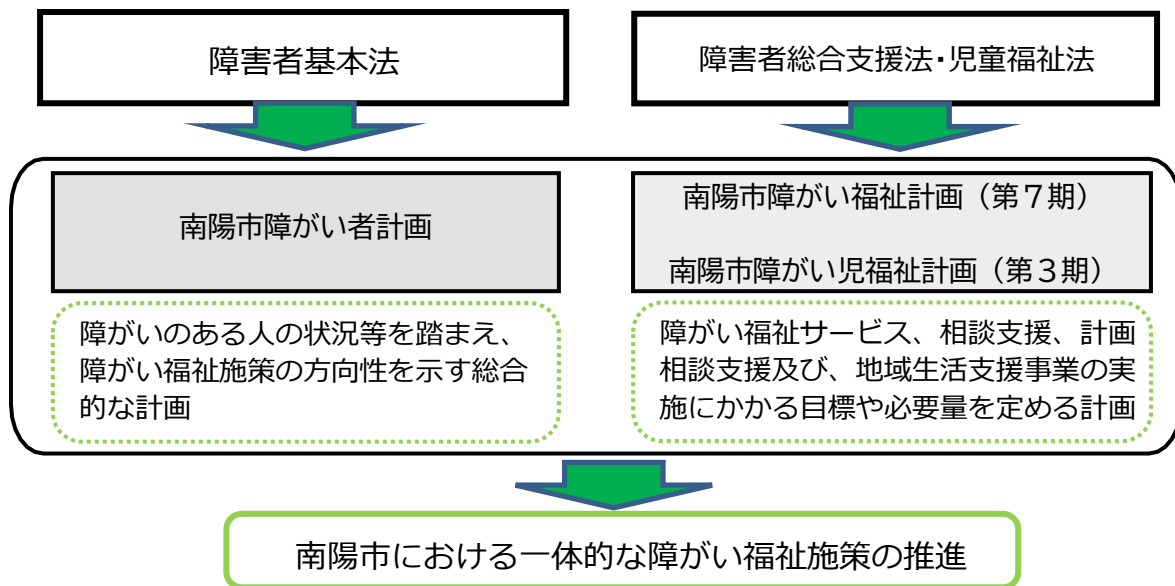 障害者基本法
障害者総合支援法・児童福祉法
南陽市障がい者計画
南陽市障がい福祉計画（第７期）
南陽市障がい児福祉計画（第３期）
障がいのある人の状況等を踏まえ、
障がい福祉施策の方向性を示す総合
的な計画
障がい福祉サービス、相談支援、計画
相談支援及び、地域生活支援事業の実
施にかかる目標や必要量を定める計画
南陽市における一体的な障がい福祉施策の推進